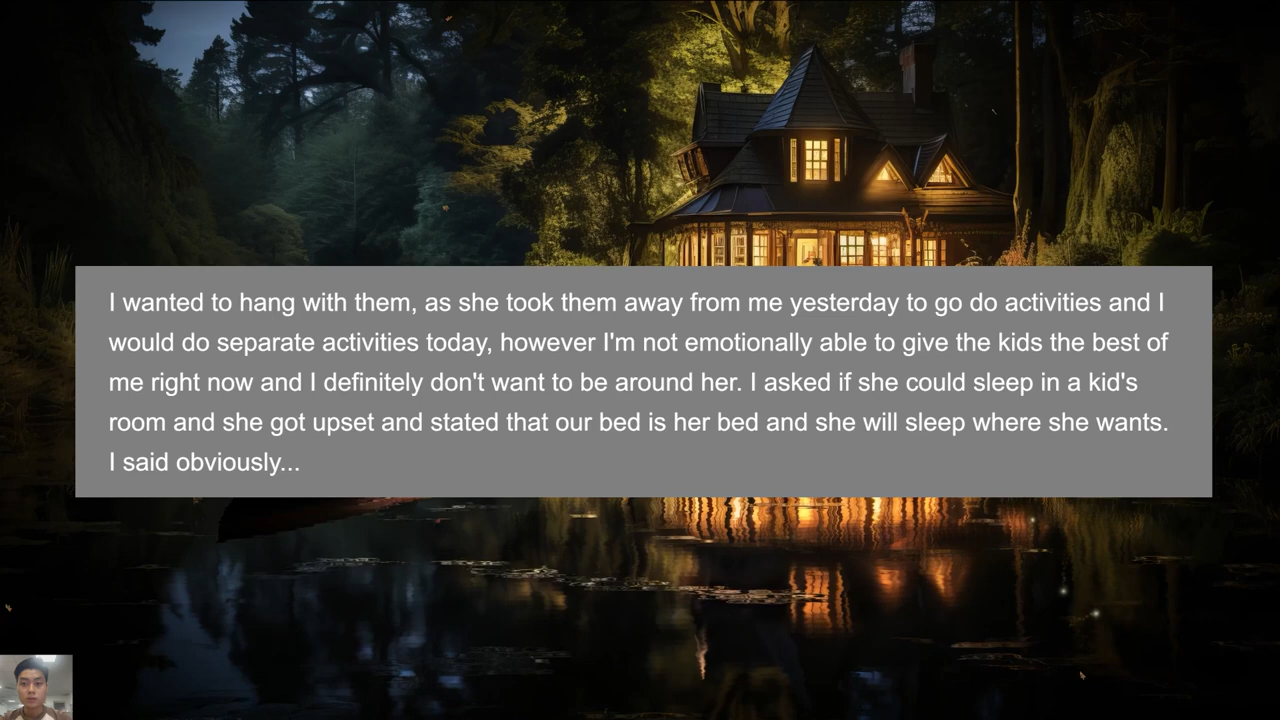 I wanted to hang with them, as she took them away from me yesterday to go do activities and I
would do separate activities today, however I'm not emotionally able to give the kids the best of
me right now and I definitely don't want to be around her. I asked if she could sleep in a kid's
room and she got upset and stated that our bed is her bed and she will sleep where she wants.
I said obviously...